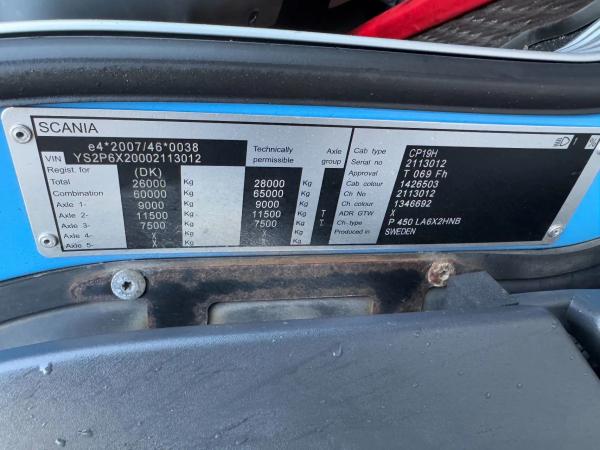 SCANIA
e4*2007/46*0038
VIN YS2P6X20002113012
Technically permissible Axle group
Regist. for (DK)
Total 26000 Kg 28000 Kg
Combination 60000 Kg 65000 Kg
Axle 1- 9000 Kg 9000 Kg
Axle 2- 11500 Kg 11500 Kg T
Axle 3- 7500 Kg 7500 Kg T
Axle 4- X Kg X Kg
Axle 5- X Kg X Kg
Cab type CP19H
Serial no 2113012
Approval T 069 Fh
Cab colour 1426503
Ch No 2113012
Ch. colour 1346692
ADR GTW X
Ch.-type P 450 LA6X2HNB
Produced in SWEDEN